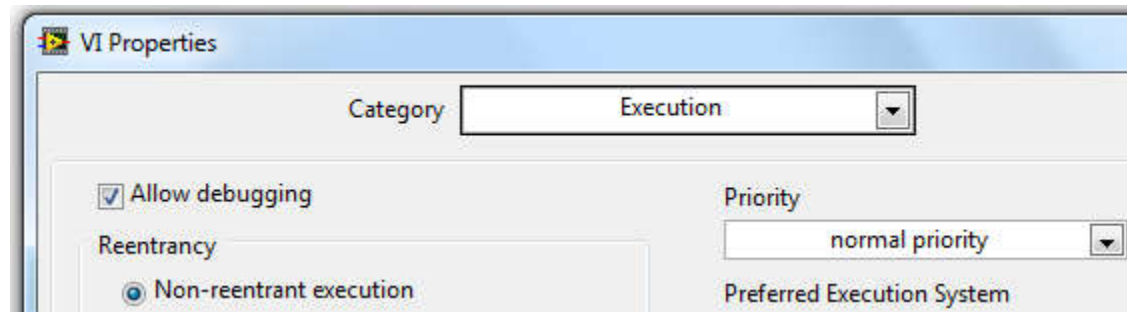 VI Properties
Category Execution
Allow debugging
Priority
normal priority
Reentrancy
Non-reentrant execution
Preferred Execution System